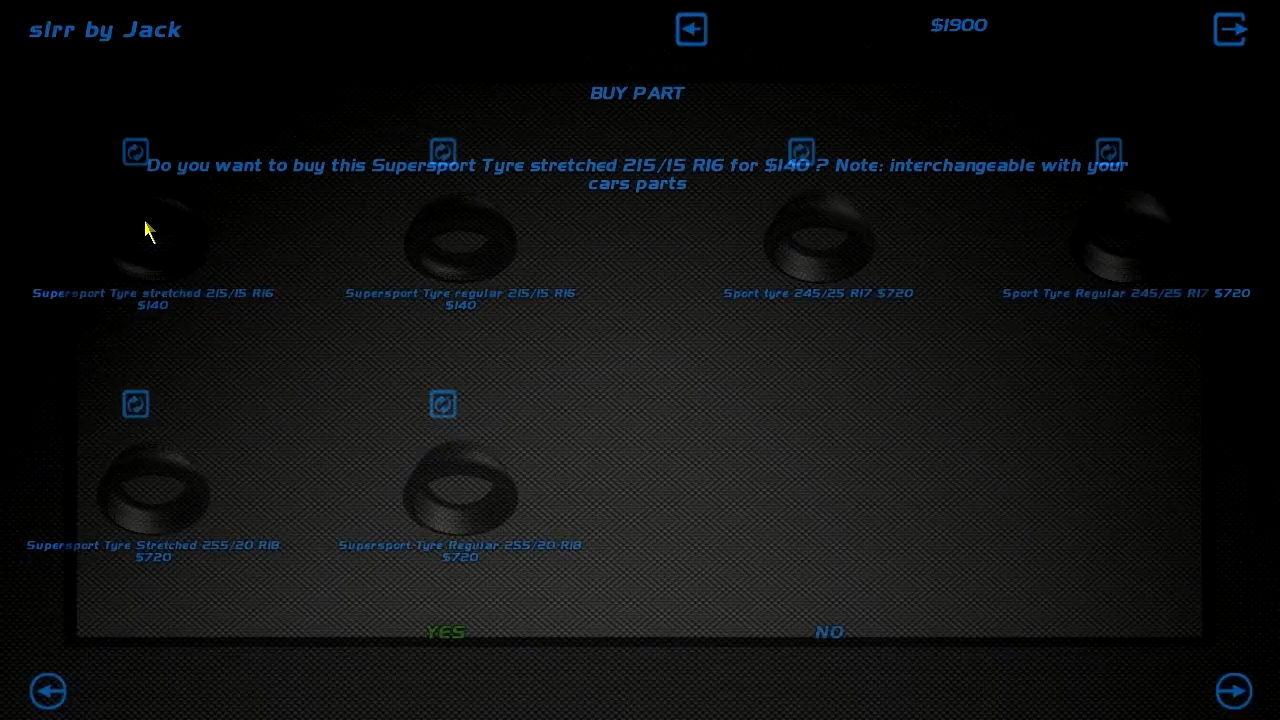 slrr by Jack
$1900
BUY PART
Do you want to buy this Supersport Tyre stretched 215/15 R16 for $140 ? Note: interchangeable with your
cars parts
Supersport Tyre stretched 215/15 R16
$140
Supersport Tyre regular 215/15 R16
$140
Sport tyre 245/25 R17 $720
Sport Tyre Regular 245/25 R17 $720
Supersport Tyre Stretched 255/20 R18
$720
Supersport Tyre Regular 255/20 R18
$720
YES
NO